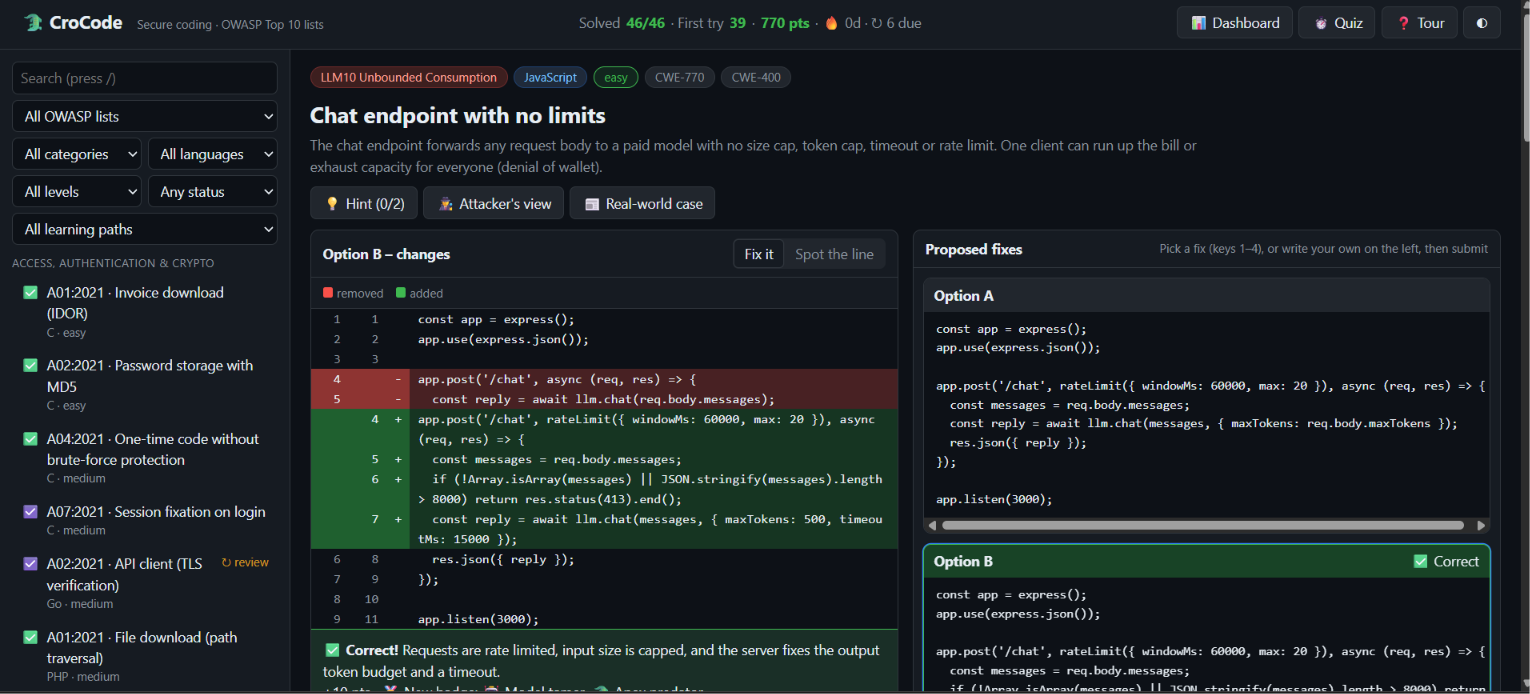 CroCode Secure coding · OWASP Top 10 lists
Solved 46/46 · First try 39 · 770 pts · 🔥 0d · ↻ 6 due
📊 Dashboard
⏰ Quiz
❓ Tour
Search (press /)
All OWASP lists
All categories
All languages
All levels
Any status
All learning paths
ACCESS, AUTHENTICATION & CRYPTO
A01:2021 · Invoice download
(IDOR)
C · easy
A02:2021 · Password storage with
MD5
C · easy
A04:2021 · One-time code without
brute-force protection
C · medium
A07:2021 · Session fixation on login
C · medium
A02:2021 · API client (TLS
verification)
↻ review
Go · medium
A01:2021 · File download (path
traversal)
PHP · medium
LLM10 Unbounded Consumption
JavaScript
easy
CWE-770
CWE-400
Chat endpoint with no limits
The chat endpoint forwards any request body to a paid model with no size cap, token cap, timeout or rate limit. One client can run up the bill or
exhaust capacity for everyone (denial of wallet).
💡 Hint (0/2)
Attacker's view
📰 Real-world case
Option B – changes
Fix it
Spot the line
removed
added
1 1 const app = express();
2 2 app.use(express.json());
3 3
4 - app.post('/chat', async (req, res) => {
5 - const reply = await llm.chat(req.body.messages);
4 + app.post('/chat', rateLimit({ windowMs: 60000, max: 20 }), async
(req, res) => {
5 + const messages = req.body.messages;
6 + if (!Array.isArray(messages) || JSON.stringify(messages).length
> 8000) return res.status(413).end();
7 + const reply = await llm.chat(messages, { maxTokens: 500, timeou
tMs: 15000 });
6 8 res.json({ reply });
7 9 });
8 10
9 11 app.listen(3000);
✅ Correct! Requests are rate limited, input size is capped, and the server fixes the output
token budget and a timeout.
Proposed fixes
Pick a fix (keys 1–4), or write your own on the left, then submit
Option A
const app = express();
app.use(express.json());
app.post('/chat', rateLimit({ windowMs: 60000, max: 20 }), async (req, res) => {
const messages = req.body.messages;
const reply = await llm.chat(messages, { maxTokens: req.body.maxTokens });
res.json({ reply });
});
app.listen(3000);
Option B
✅ Correct
const app = express();
app.use(express.json());
app.post('/chat', rateLimit({ windowMs: 60000, max: 20 }), async (req, res) => {
const messages = req.body.messages;
if (!Array.isArray(messages) || JSON.stringify(messages).length > 8000) return